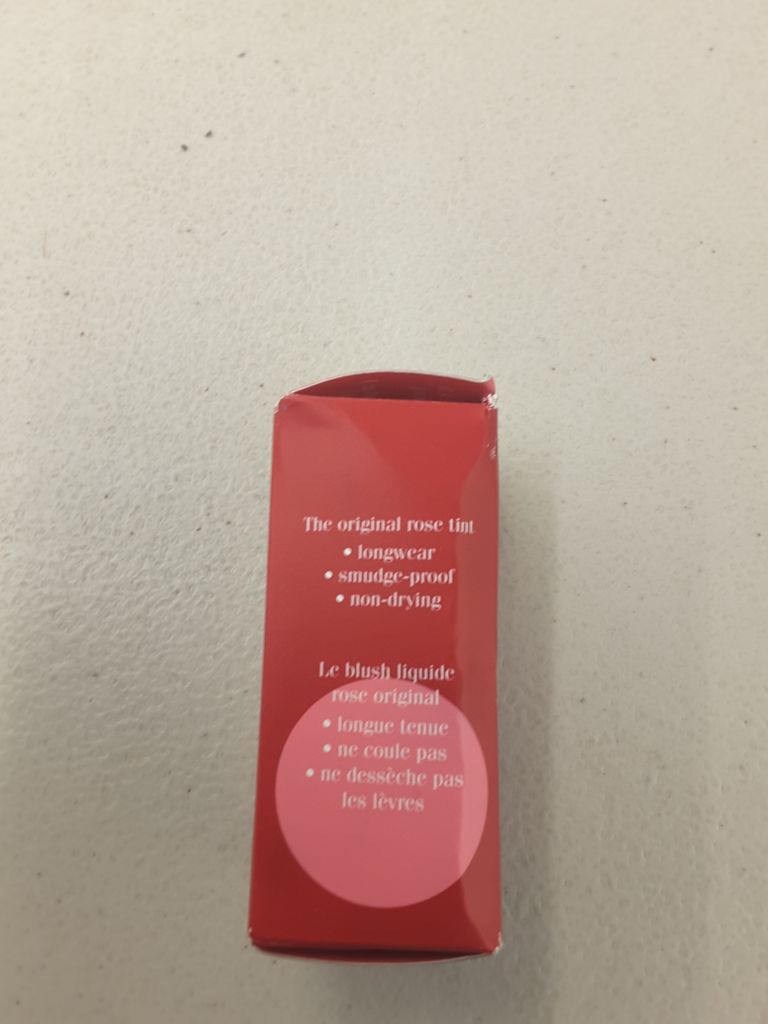 The original rose tint
• longwear
• smudge-proof
• non-drying
Le blush liquide
rose original
• longue tenue
• ne coule pas
• ne dessèche pas
les lèvres